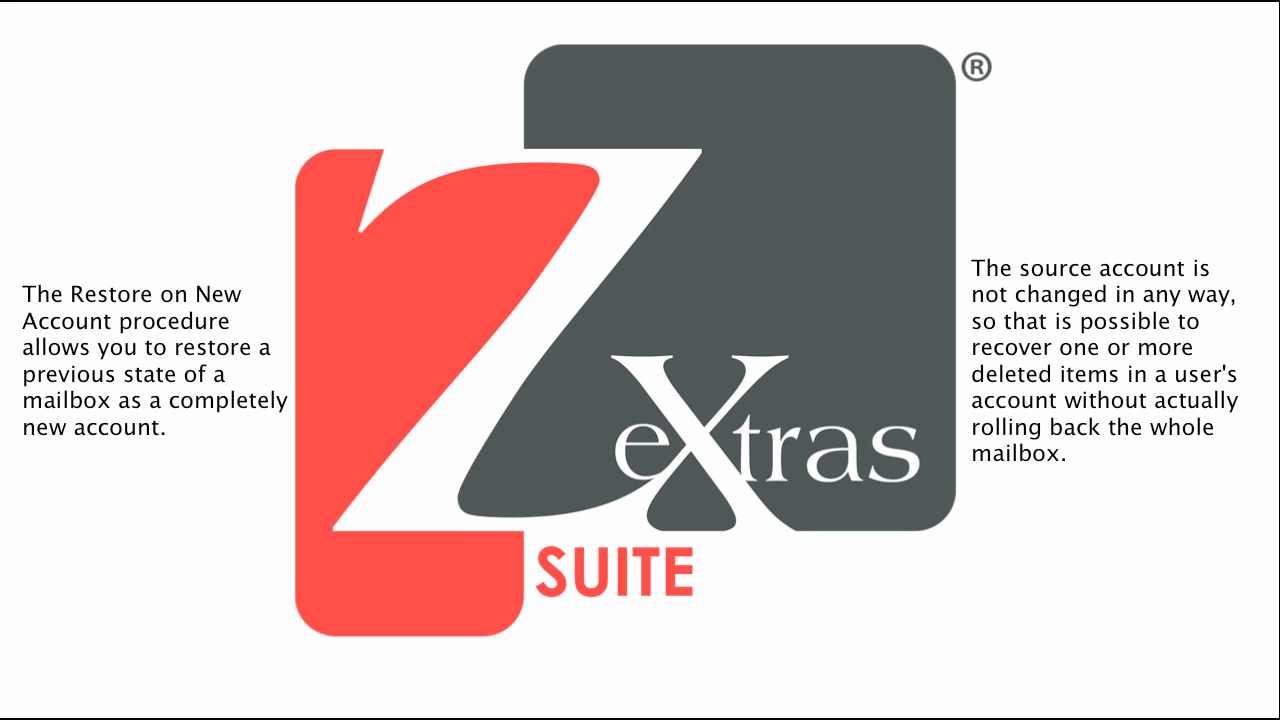 The Restore on New
Account procedure
allows you to restore a
previous state of a
mailbox as a completely
new account.
Zextras
®
SUITE
The source account is
not changed in any way,
so that is possible to
recover one or more
deleted items in a user's
account without actually
rolling back the whole
mailbox.